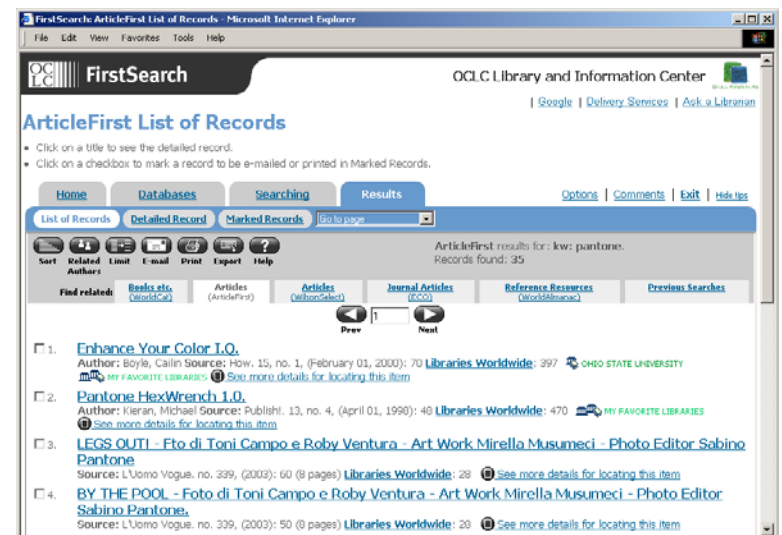 FirstSearch: ArticleFirst List of Records - Microsoft Internet Explorer
File Edit View Favorites Tools Help
OCLC FirstSearch
OCLC Library and Information Center
| Google | Delivery Services | Ask a Librarian
ArticleFirst List of Records
• Click on a title to see the detailed record.
• Click on a checkbox to mark a record to be e-mailed or printed in Marked Records.
Home Databases Searching Results Options | Comments | Exit | Hide tips
List of Records Detailed Record Marked Records Go to page
Sort Related Authors Limit E-mail Print Export Help
ArticleFirst results for: kw: pantone.
Records found: 35
Find related: Books etc. (WorldCat) Articles (ArticleFirst) Articles (WilsonSelect) Journal Articles (ECO) Reference Resources (WorldAlmanac) Previous Searches
Prev 1 Next
1. Enhance Your Color I.Q.
Author: Boyle, Cailin Source: How. 15, no. 1, (February 01, 2000): 70 Libraries Worldwide: 397 OHIO STATE UNIVERSITY
MY FAVORITE LIBRARIES See more details for locating this item
2. Pantone HexWrench 1.0.
Author: Kieran, Michael Source: Publish!. 13, no. 4, (April 01, 1998): 48 Libraries Worldwide: 470 MY FAVORITE LIBRARIES
See more details for locating this item
3. LEGS OUT! - Fto di Toni Campo e Roby Ventura - Art Work Mirella Musumeci - Photo Editor Sabino
Pantone
Source: L'Uomo Vogue. no. 339, (2003): 60 (8 pages) Libraries Worldwide: 28 See more details for locating this item
4. BY THE POOL - Foto di Toni Campo e Roby Ventura - Art Work Mirella Musumeci - Photo Editor
Sabino Pantone.
Source: L'Uomo Vogue. no. 339, (2003): 50 (8 pages) Libraries Worldwide: 28 See more details for locating this item